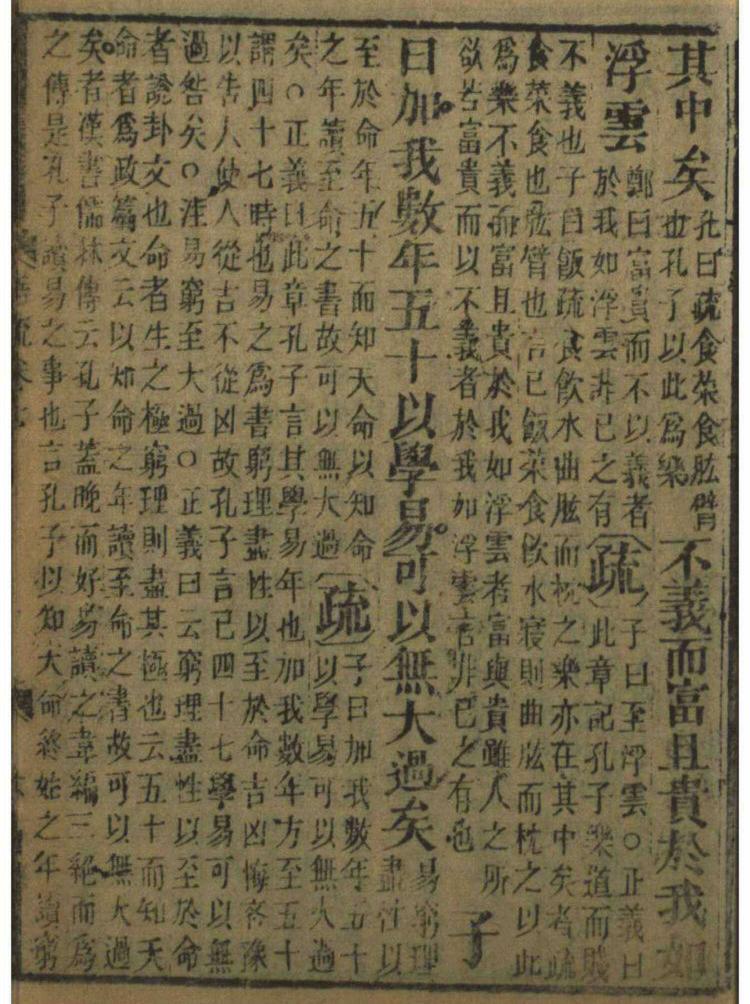 其中矣孔曰疏食菜食肱臂
也孔子以此爲樂
不義而富且貴於我如
浮雲鄭曰富貴而不以義者
於我如浮雲非已之有
疏子曰至浮雲○正義曰
此章記孔子樂道而賤
不義也子曰飯疏食飲水曲肱而枕之樂亦在其中矣者疏
食菜食也肱臂也言已飯菜食飲水寢則曲肱而枕之以此
爲樂不義而富且貴於我如浮雲者富與貴雖人之所
欲若富貴而以不義者於我如浮雲言非已之有也
子
曰加我數年五十以學易可以無大過矣易窮理
盡性以
至於命年五十而知天命以知命
之年讀至命之書故可以無大過
疏子曰加我數年五十
以學易可以無大過
矣○正義曰此章孔子言其學易年也加我數年方至五十
謂四十七時也易之爲書窮理盡性以至於命吉凶悔吝豫
以告人使人從吉不從凶故孔子言已四十七學易可以無
過咎矣○注易窮至大過○正義曰云窮理盡性以至於命
者說卦文也命者生之極窮理則盡其極也云五十而知天
命者爲政篇文云以知命之年讀至命之書故可以無大過
矣者漢書儒林傳云孔子蓋晚而好易讀之韋編三絕而爲
之傳是孔子讀易之事也言孔子以知天命終始之年讀窮